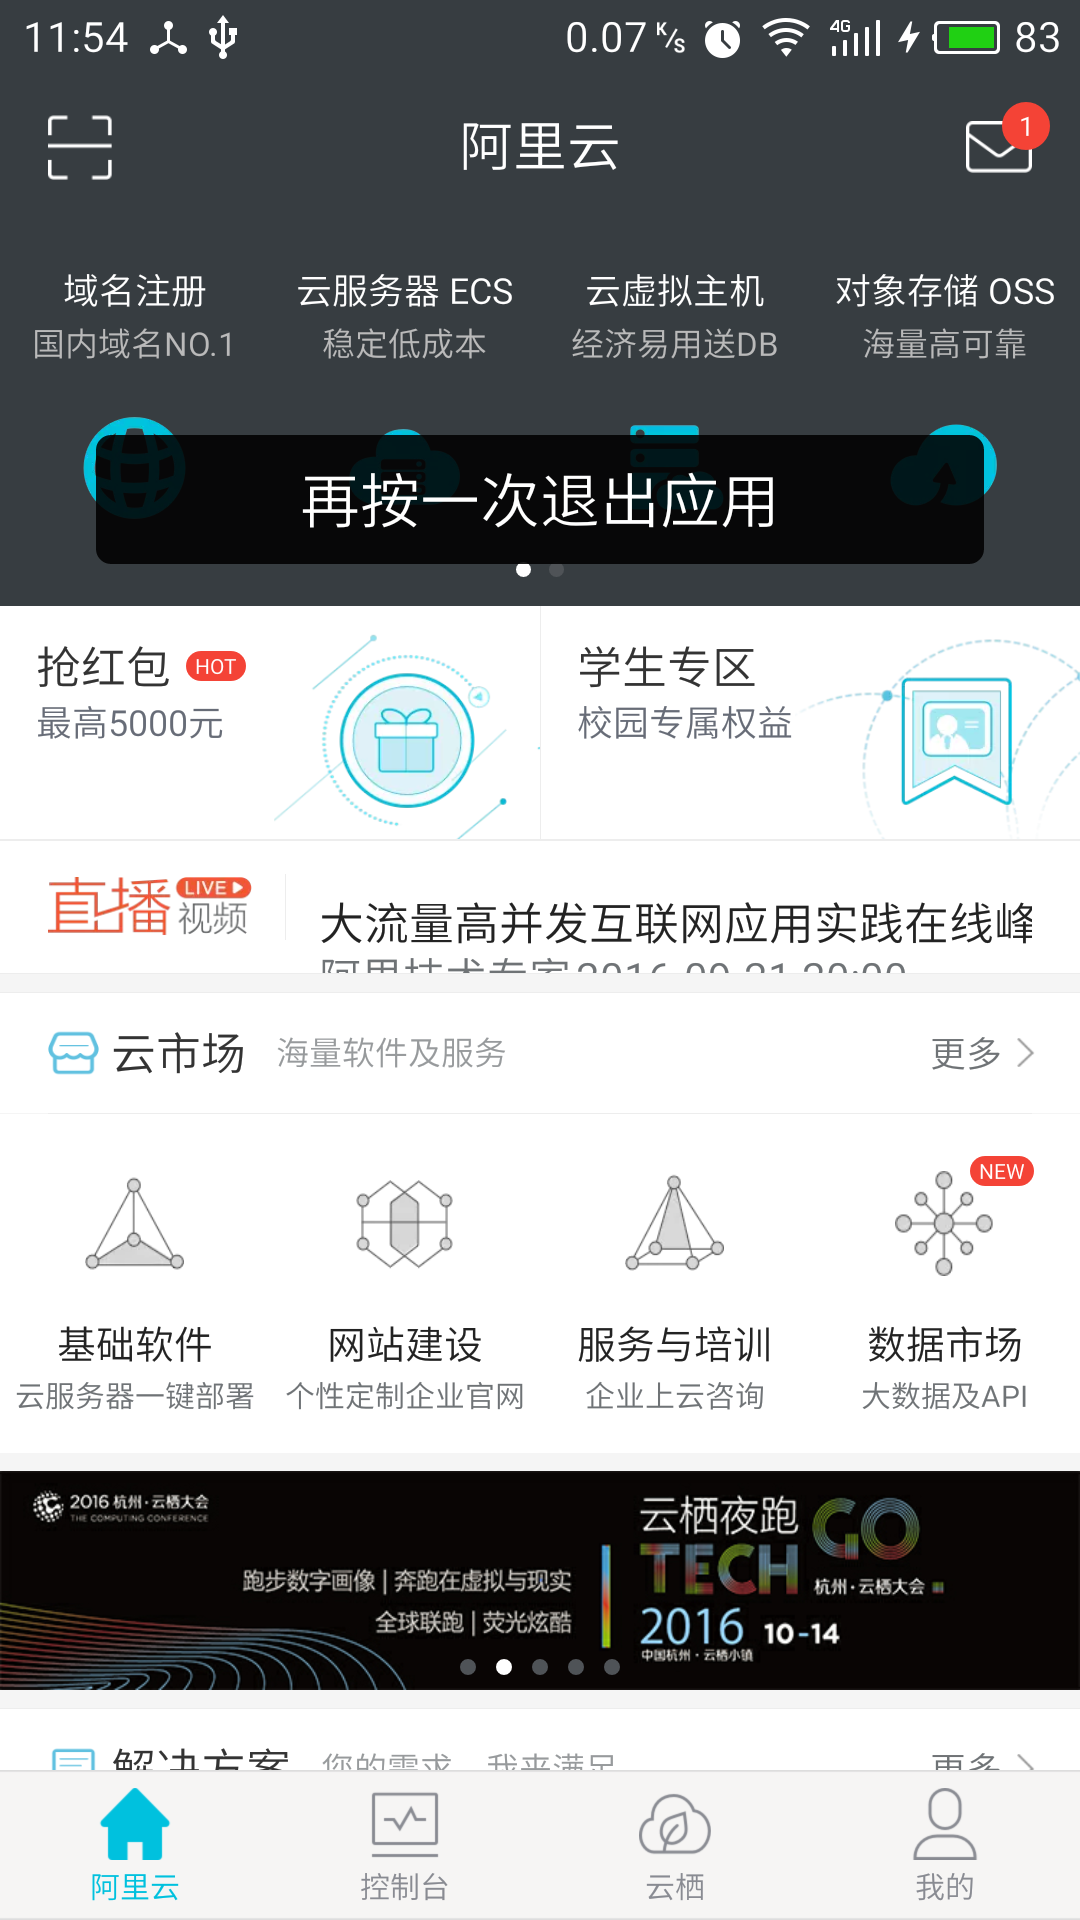 11:54 0.07 K/s 4G 83
阿里云 1
域名注册 云服务器 ECS 云虚拟主机 对象存储 OSS
国内域名NO.1 稳定低成本 经济易用送DB 海量高可靠
再按一次退出应用
抢红包 HOT 学生专区
最高5000元 校园专属权益
直播 LIVE 视频
大流量高并发互联网应用实践在线峰
阿里技术专家 2016-09-21 20:00
云市场 海量软件及服务 更多
NEW
基础软件 网站建设 服务与培训 数据市场
云服务器一键部署 个性定制企业官网 企业上云咨询 大数据及API
2016 杭州·云栖大会
THE COMPUTING CONFERENCE
云栖夜跑 GO
TECH
跑步数字画像 | 奔跑在虚拟与现实
杭州·云栖大会
全球联跑 | 荧光炫酷
2016 10-14
中国杭州·云栖小镇
解决方案 您的需求，我来满足 更多
阿里云 控制台 云栖 我的